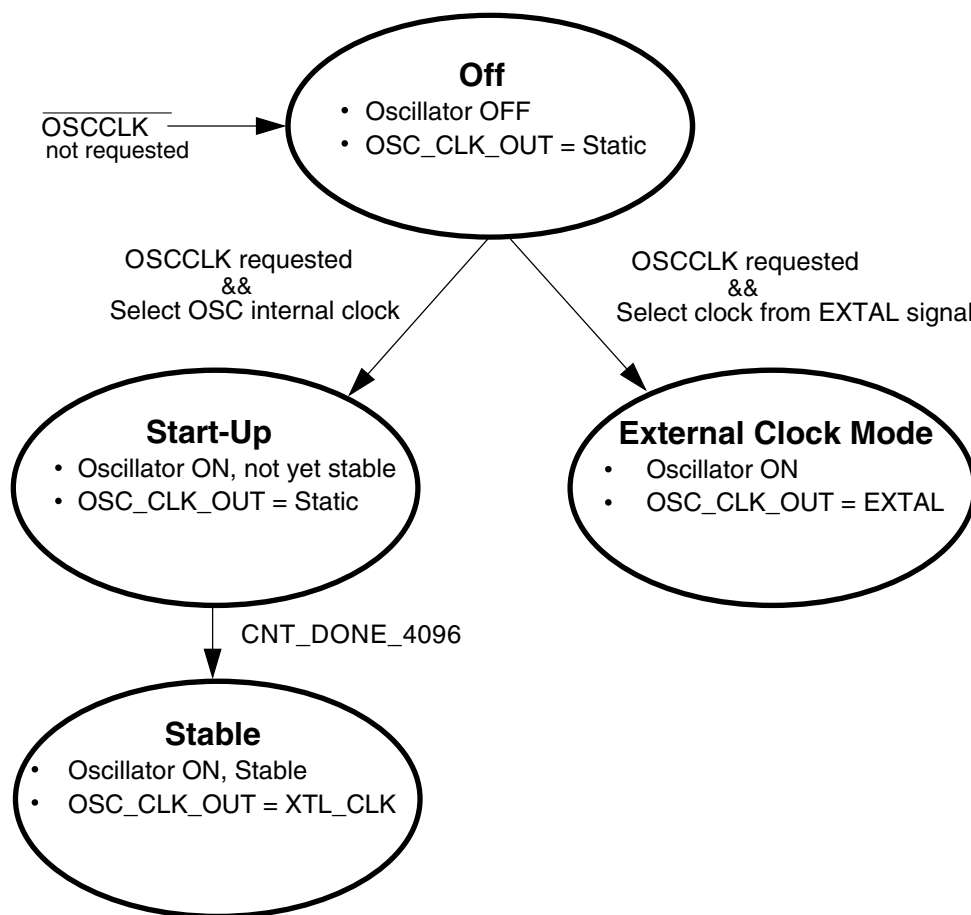 Off
• Oscillator OFF
• OSC_CLK_OUT = Static
OSCCLK
not requested
OSCCLK requested
&&
Select OSC internal clock
OSCCLK requested
&&
Select clock from EXTAL signal
Start-Up
• Oscillator ON, not yet stable
• OSC_CLK_OUT = Static
External Clock Mode
• Oscillator ON
• OSC_CLK_OUT = EXTAL
CNT_DONE_4096
Stable
• Oscillator ON, Stable
• OSC_CLK_OUT = XTL_CLK